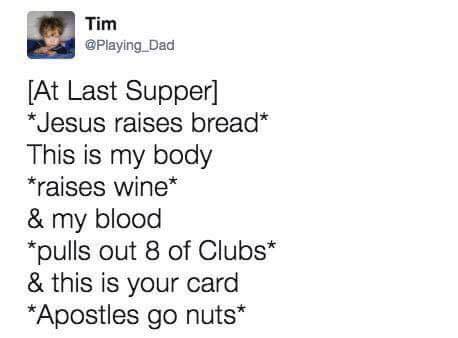 Tim
@Playing_Dad
[At Last Supper]
*Jesus raises bread*
This is my body
*raises wine*
& my blood
*pulls out 8 of Clubs*
& this is your card
*Apostles go nuts*